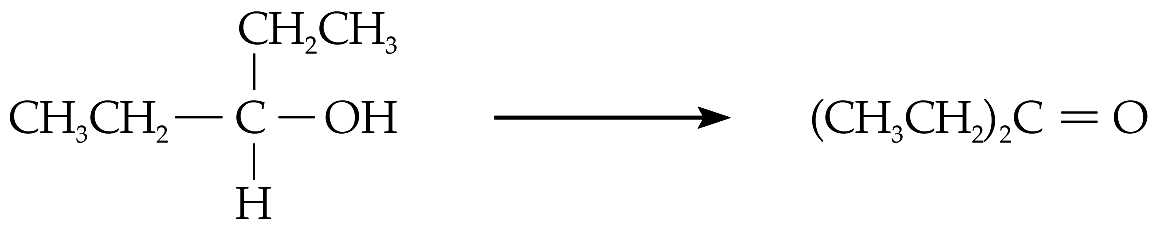 CH₂CH₃
CH₃CH₂ — C — OH (CH₃CH₂)₂C = O
H